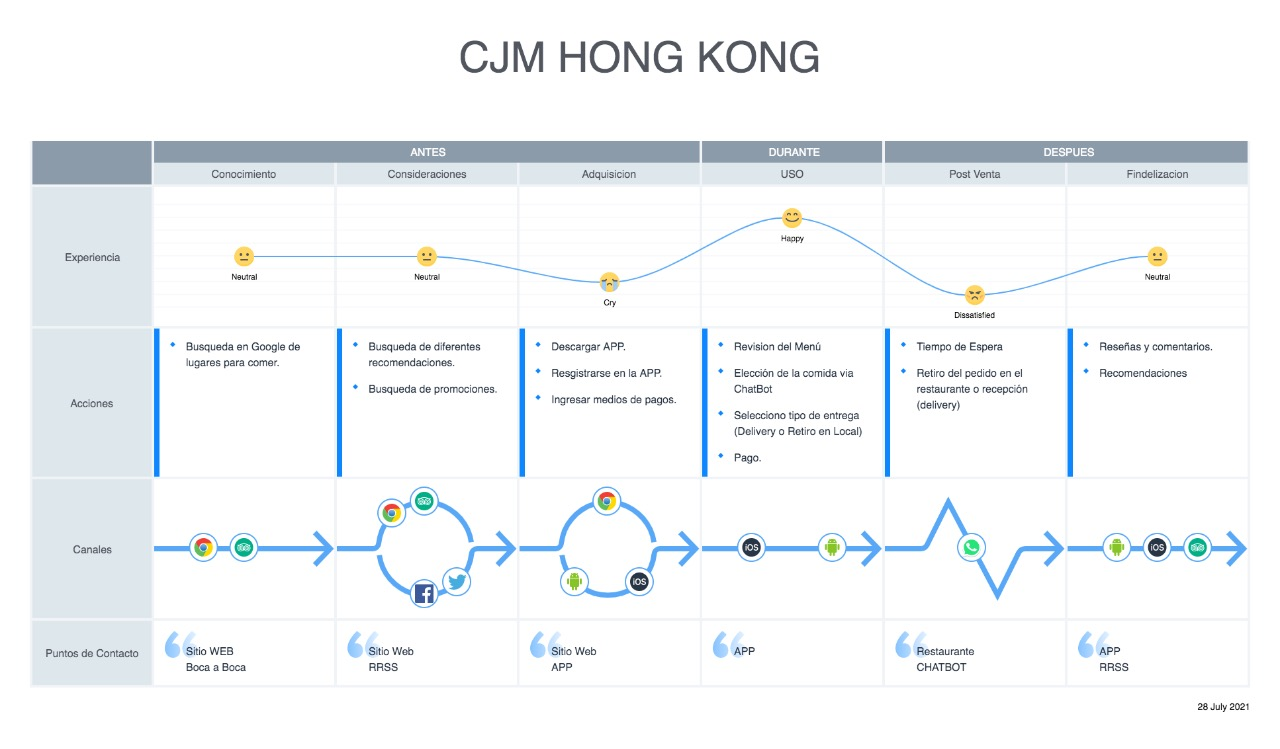 CJM HONG KONG
ANTES
DURANTE
DESPUES
Conocimiento
Consideraciones
Adquisicion
USO
Post Venta
Findelizacion
Experiencia
Neutral
Neutral
Cry
Happy
Dissatisfied
Neutral
Acciones
Busqueda en Google de
lugares para comer.
Busqueda de diferentes
recomendaciones.
Busqueda de promociones.
Descargar APP.
Resgistrarse en la APP.
Ingresar medios de pagos.
Revision del Menú
Elección de la comida via
ChatBot
Selecciono tipo de entrega
(Delivery o Retiro en Local)
Pago.
Tiempo de Espera
Retiro del pedido en el
restaurante o recepción
(delivery)
Reseñas y comentarios.
Recomendaciones
Canales
iOS
iOS
iOS
Puntos de Contacto
Sitio WEB
Boca a Boca
Sitio Web
RRSS
Sitio Web
APP
APP
Restaurante
CHATBOT
APP
RRSS
28 July 2021